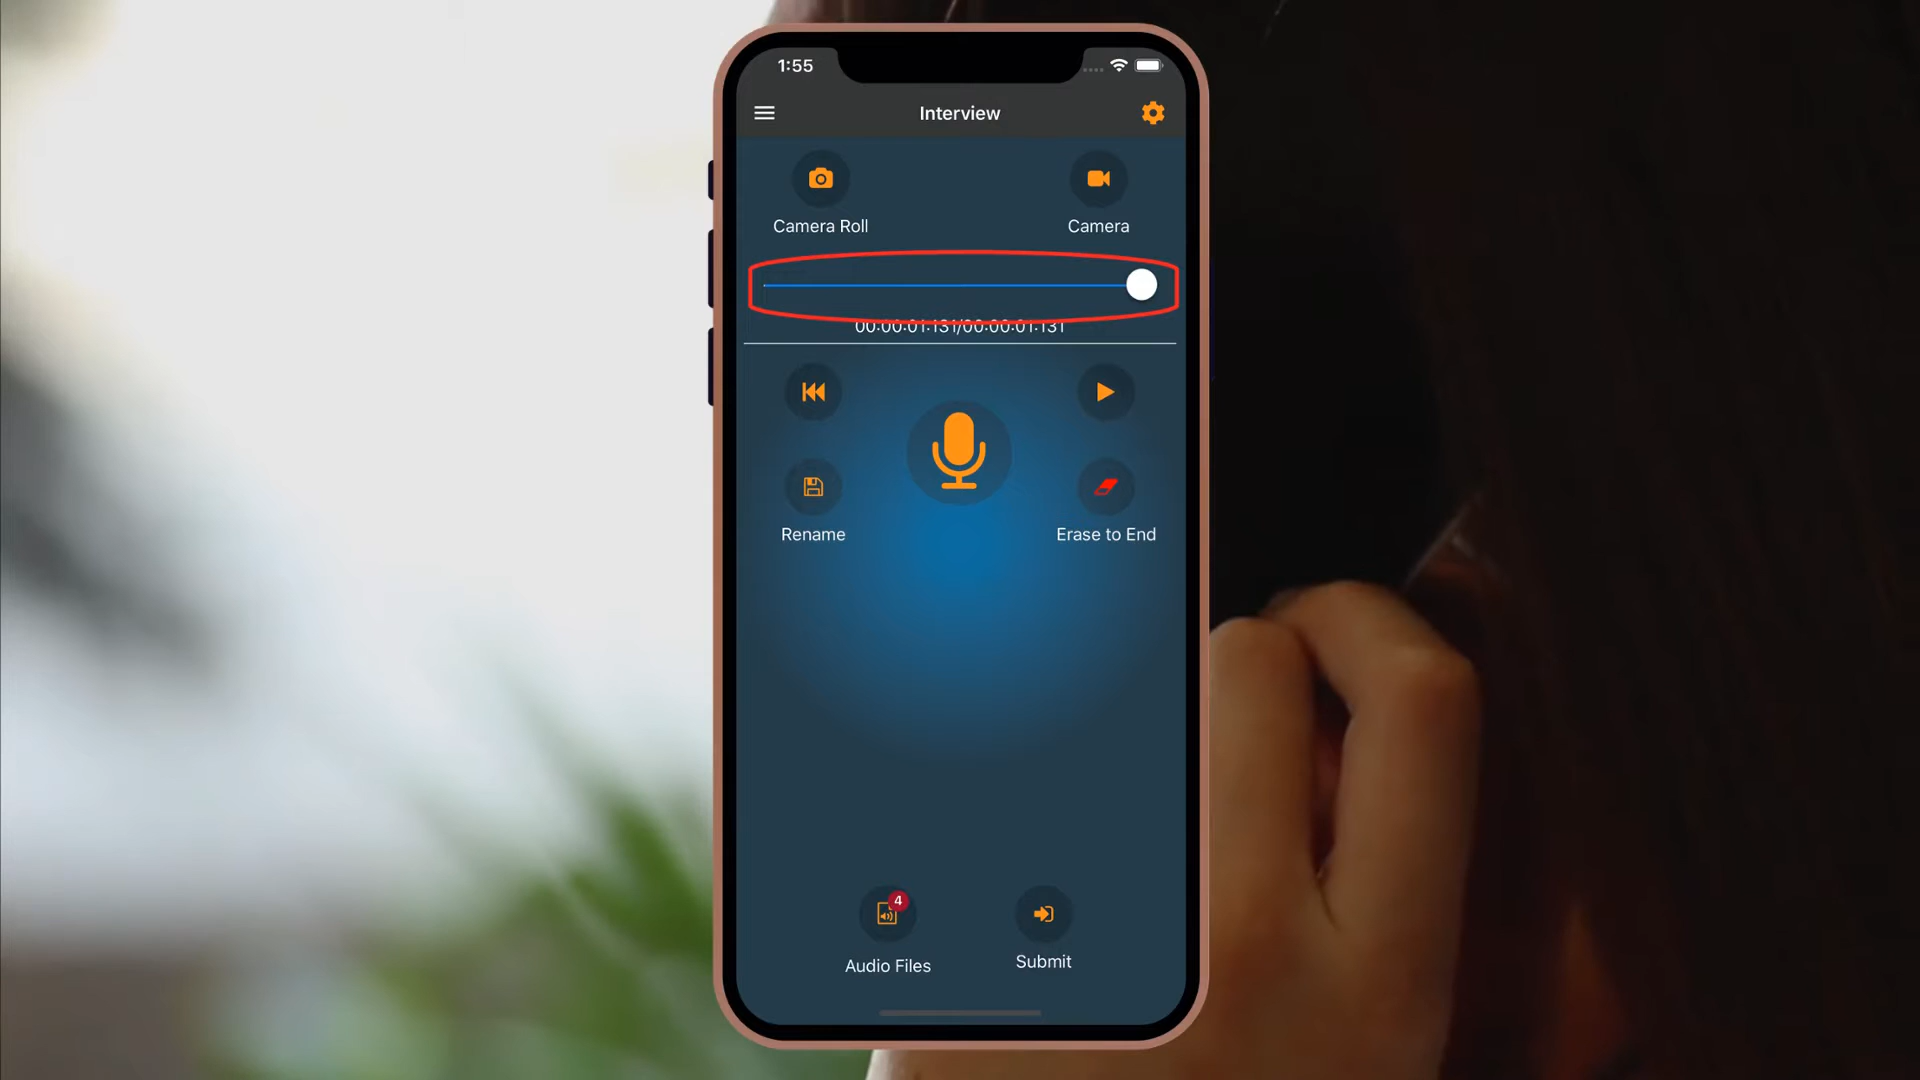 1:55
Interview
Camera Roll
Camera
00:00:01:131/00:00:01:131
Rename
Erase to End
4
Audio Files
Submit